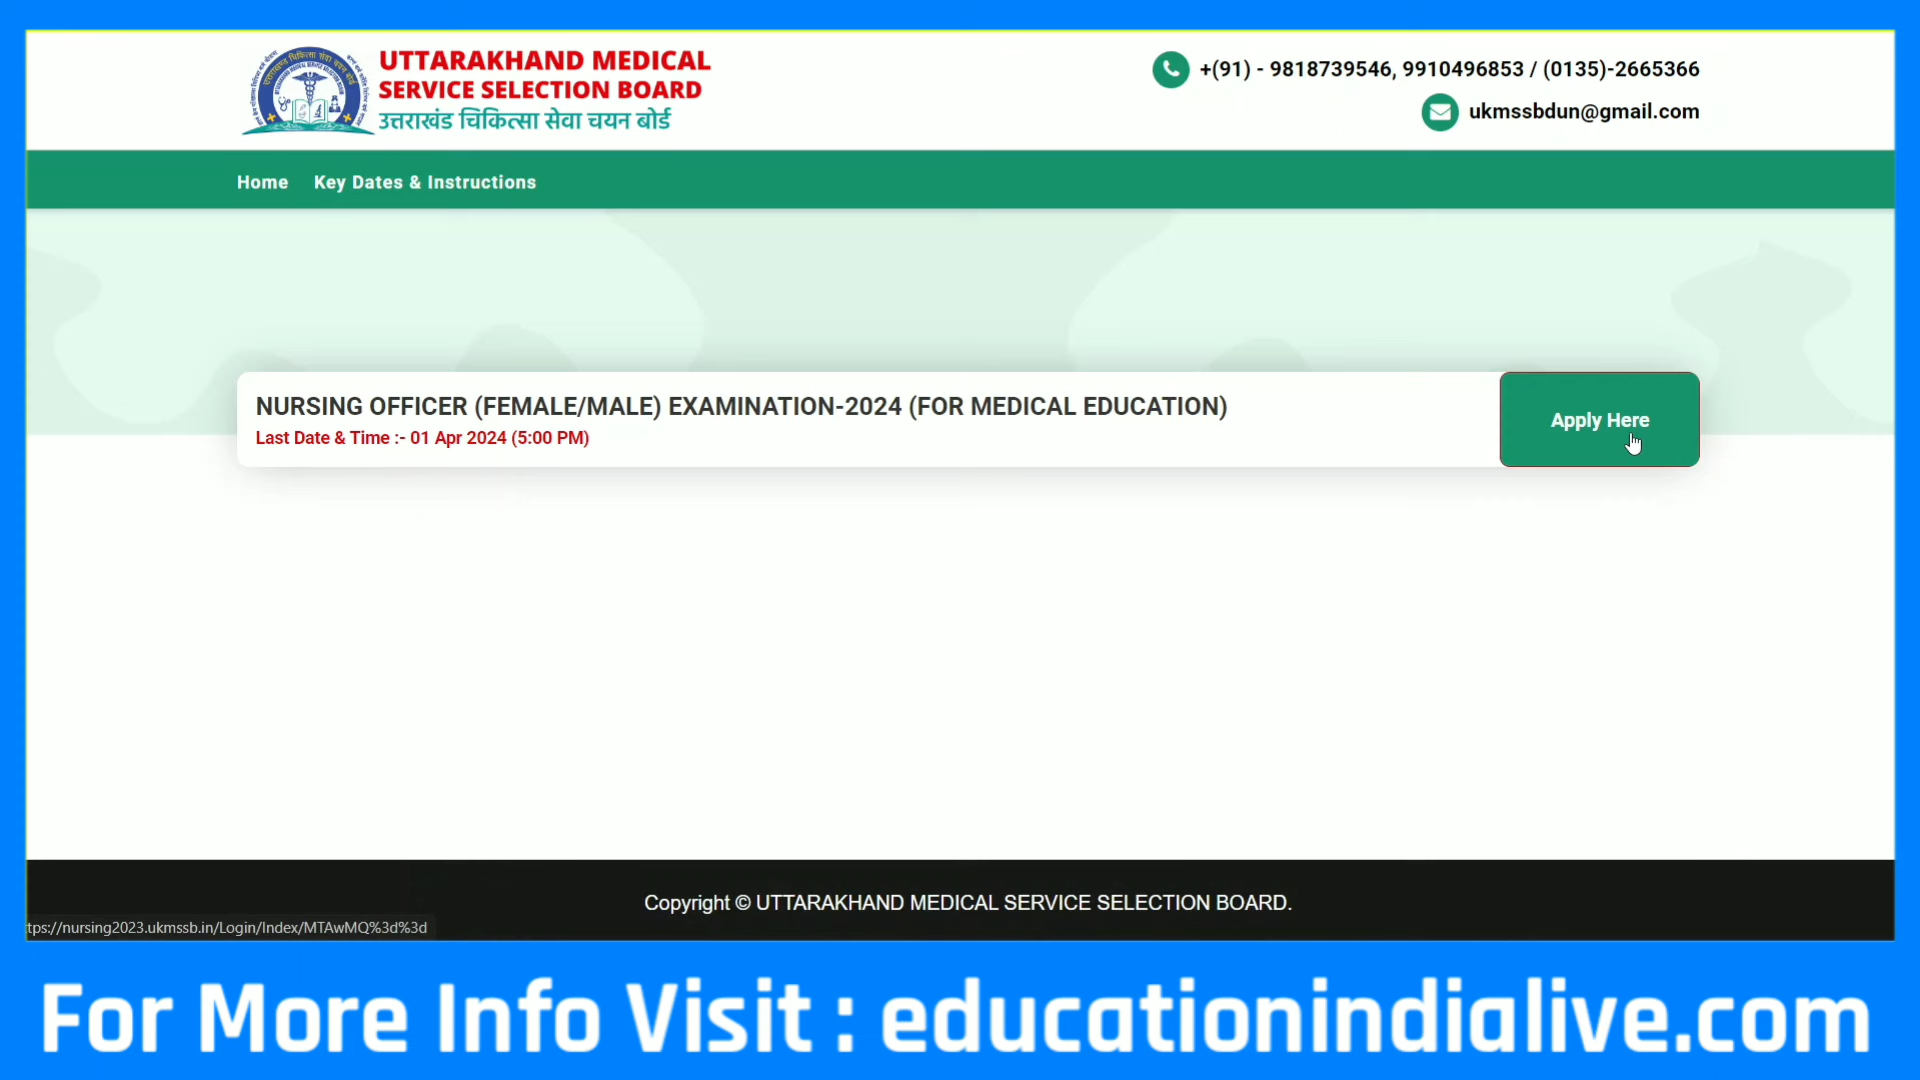 UTTARAKHAND MEDICAL
SERVICE SELECTION BOARD
उत्तराखंड चिकित्सा सेवा चयन बोर्ड
+(91) - 9818739546, 9910496853 / (0135)-2665366
ukmssbdun@gmail.com
Home Key Dates & Instructions
NURSING OFFICER (FEMALE/MALE) EXAMINATION-2024 (FOR MEDICAL EDUCATION)
Last Date & Time :- 01 Apr 2024 (5:00 PM)
Apply Here
Copyright © UTTARAKHAND MEDICAL SERVICE SELECTION BOARD.
tps://nursing2023.ukmssb.in/Login/Index/MTAwMQ%3d%3d
For More Info Visit : educationindialive.com